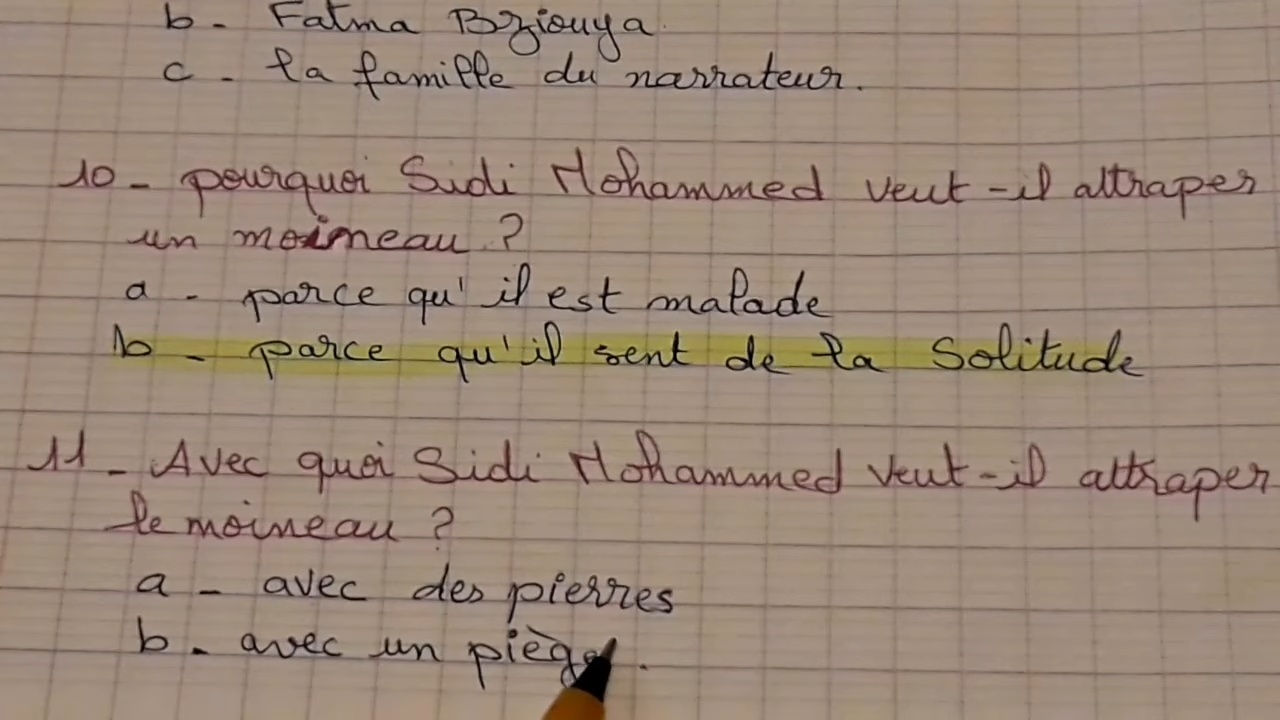 b - Fatma Bziouya.
c - la famille du narrateur.
10 - pourquoi Sidi Mohammed veut-il attraper
un moineau ?
a - parce qu'il est malade
b - parce qu'il sent de la Solitude
11 - Avec quoi Sidi Mohammed veut-il attraper
le moineau ?
a - avec des pierres
b - avec un piège.